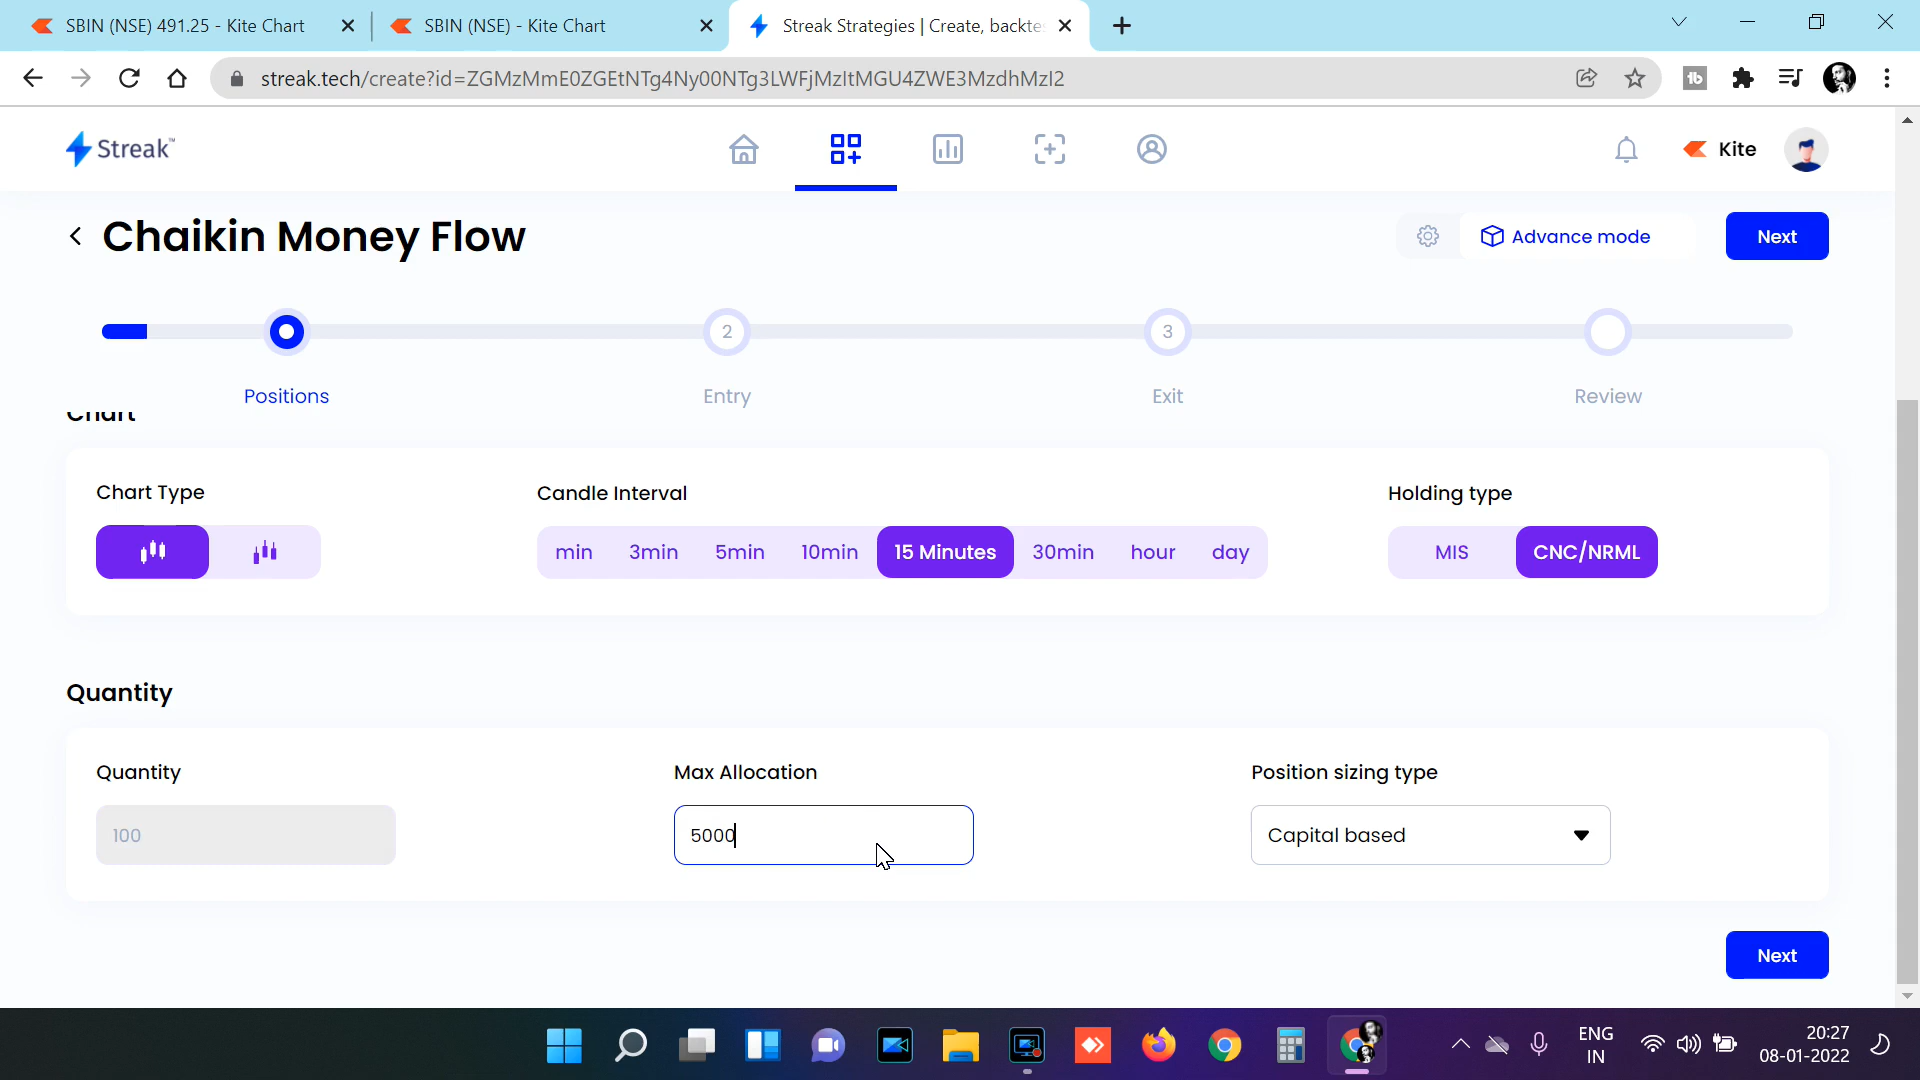 SBIN (NSE) 491.25 - Kite Chart
SBIN (NSE) - Kite Chart
Streak Strategies | Create, backte
streak.tech/create?id=ZGMzMmE0ZGEtNTg4Ny00NTg3LWFjMzItMGU4ZWE3MzdhMzI2
Streak™
Kite
Chaikin Money Flow
Advance mode
Next
2
3
Positions
Entry
Exit
Review
Chart
Chart Type
Candle Interval
Holding type
min 3min 5min 10min 15 Minutes 30min hour day
MIS CNC/NRML
Quantity
Quantity
Max Allocation
Position sizing type
100
5000
Capital based
Next
ENG
IN
20:27
08-01-2022